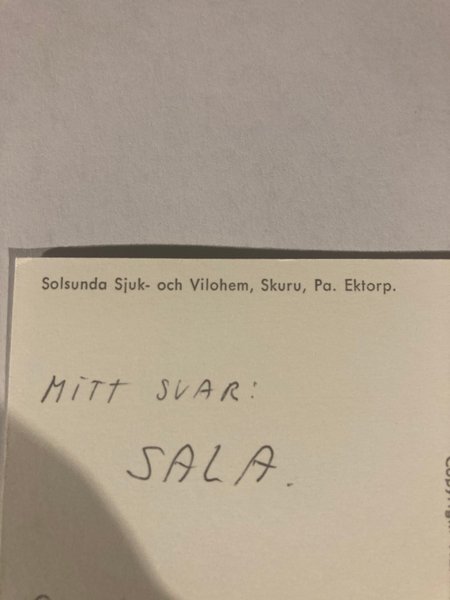 Solsunda Sjuk- och Vilohem, Skuru, Pa. Ektorp.
MITT SVAR:
SALA.